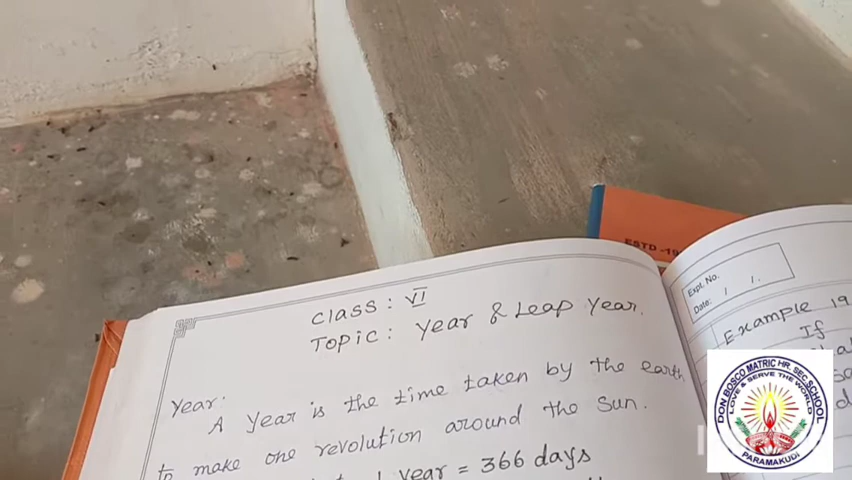 CLASS: VI
TOPIC: Year & Leap Year.
Year:
A year is the time taken by the earth
to make one revolution around the sun.
1 year = 366 days
ESTD-19
Expt. No.
Date: / /.
Example 19
If
DON BOSCO MATRIC HR. SEC SCHOOL
LOVE & SERVE THE WORLD
PARAMAKUDI